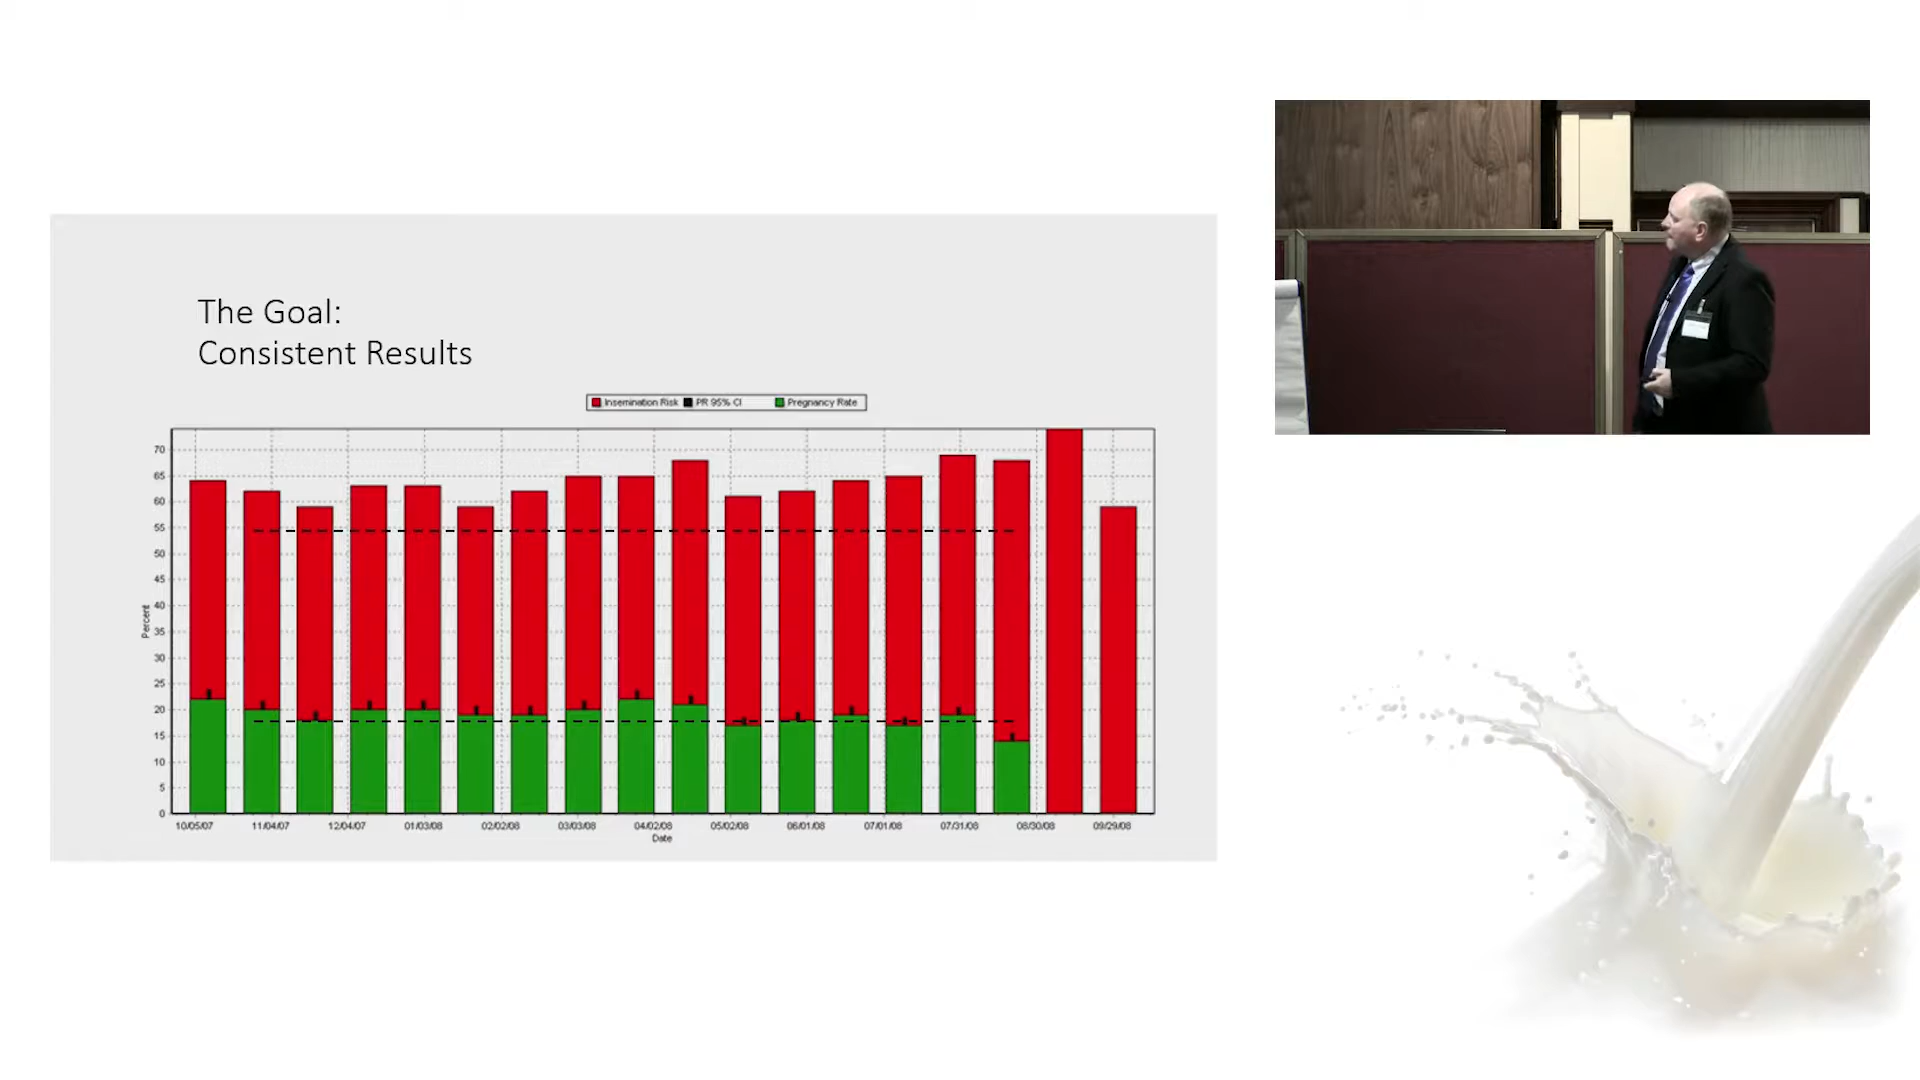 The Goal:
Consistent Results
Insemination Risk PR 95% CI Pregnancy Rate
70
65
60
55
50
45
40
35
30
25
20
15
10
5
0
Percent
10/05/07 11/04/07 12/04/07 01/03/08 02/02/08 03/03/08 04/02/08 05/02/08 06/01/08 07/01/08 07/31/08 08/30/08 09/29/08
Date